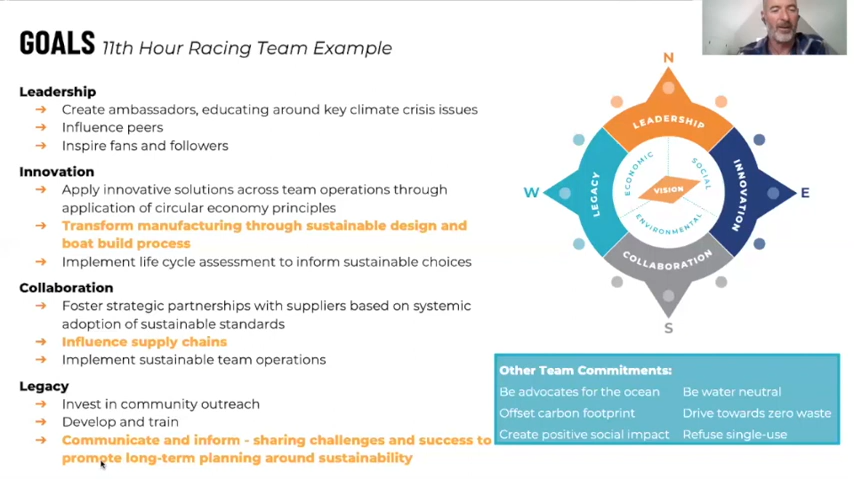 GOALS 11th Hour Racing Team Example
Leadership
→ Create ambassadors, educating around key climate crisis issues
→ Influence peers
→ Inspire fans and followers
Innovation
→ Apply innovative solutions across team operations through
application of circular economy principles
→ Transform manufacturing through sustainable design and
boat build process
→ Implement life cycle assessment to inform sustainable choices
Collaboration
→ Foster strategic partnerships with suppliers based on systemic
adoption of sustainable standards
→ Influence supply chains
→ Implement sustainable team operations
Legacy
→ Invest in community outreach
→ Develop and train
→ Communicate and inform - sharing challenges and success to
promote long-term planning around sustainability
N
LEADERSHIP
ECONOMIC
SOCIAL
W
LEGACY
VISION
INNOVATION
E
ENVIRONMENTAL
COLLABORATION
S
Other Team Commitments:
Be advocates for the ocean Be water neutral
Offset carbon footprint Drive towards zero waste
Create positive social impact Refuse single-use